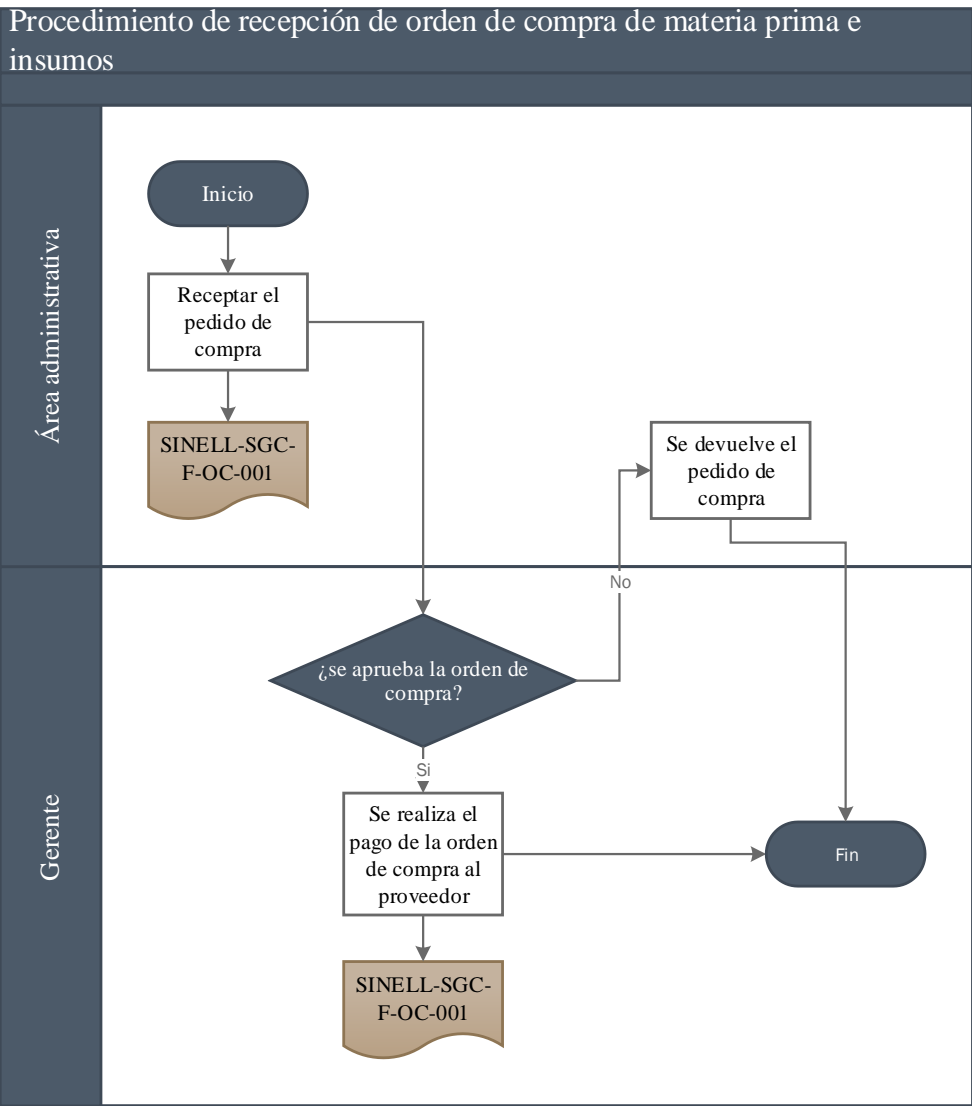 Procedimiento de recepción de orden de compra de materia prima e
insumos
Área administrativa
Inicio
Receptar el
pedido de
compra
SINELL-SGC-
F-OC-001
Se devuelve el
pedido de
compra
No
Gerente
¿se aprueba la orden de
compra?
Si
Se realiza el
pago de la orden
de compra al
proveedor
Fin
SINELL-SGC-
F-OC-001